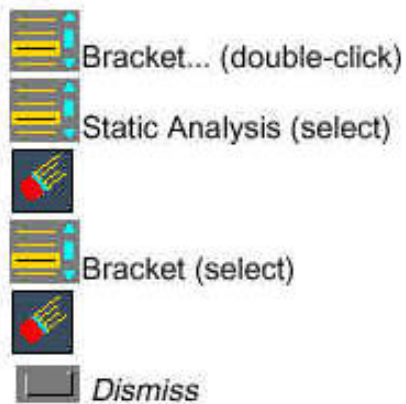 Bracket... (double-click)
Static Analysis (select)
Bracket (select)
Dismiss